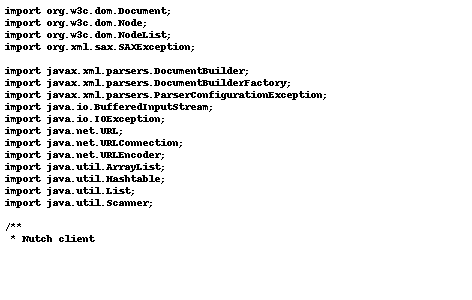 import org.w3c.dom.Document;
import org.w3c.dom.Node;
import org.w3c.dom.NodeList;
import org.xml.sax.SAXException;

import javax.xml.parsers.DocumentBuilder;
import javax.xml.parsers.DocumentBuilderFactory;
import javax.xml.parsers.ParserConfigurationException;
import java.io.BufferedInputStream;
import java.io.IOException;
import java.net.URL;
import java.net.URLConnection;
import java.net.URLEncoder;
import java.util.ArrayList;
import java.util.Hashtable;
import java.util.List;
import java.util.Scanner;

/**
 * Nutch client